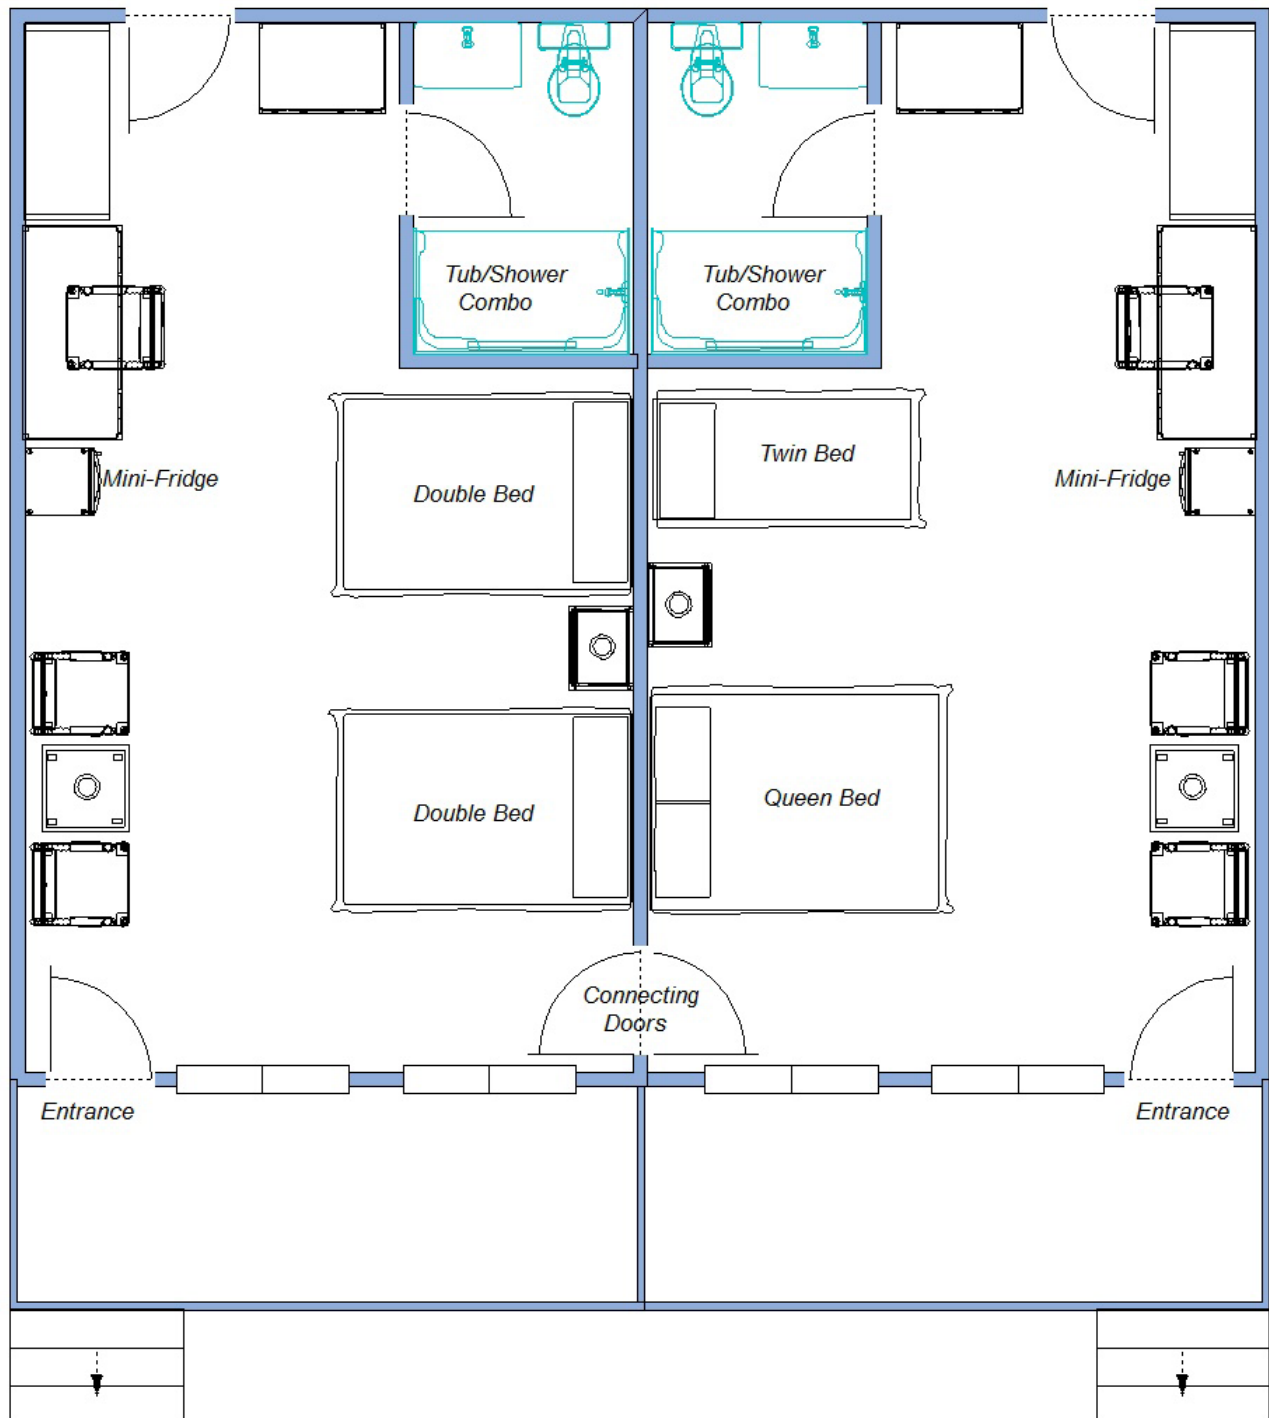 Tub/Shower
Combo
Tub/Shower
Combo
Twin Bed
Mini-Fridge
Double Bed
Mini-Fridge
Queen Bed
Double Bed
Connecting
Doors
Entrance
Entrance